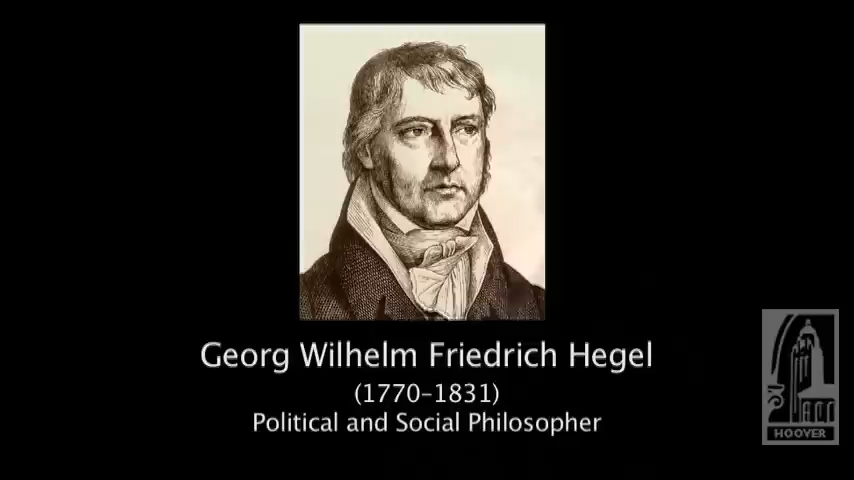 Georg Wilhelm Friedrich Hegel
(1770–1831)
Political and Social Philosopher
HOOVER